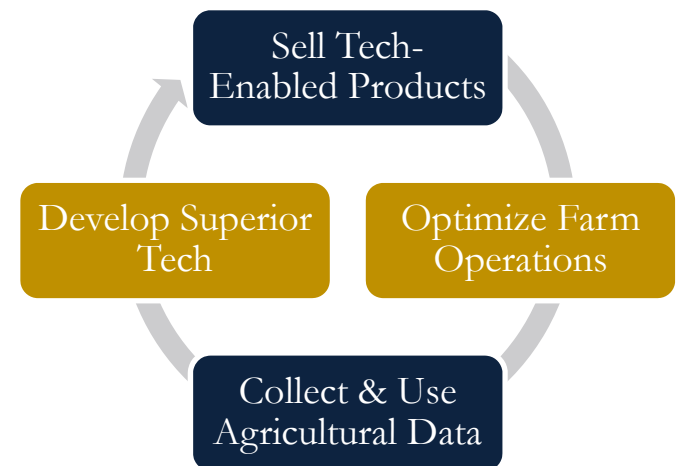 Sell Tech-
Enabled Products
Optimize Farm
Operations
Collect & Use
Agricultural Data
Develop Superior
Tech